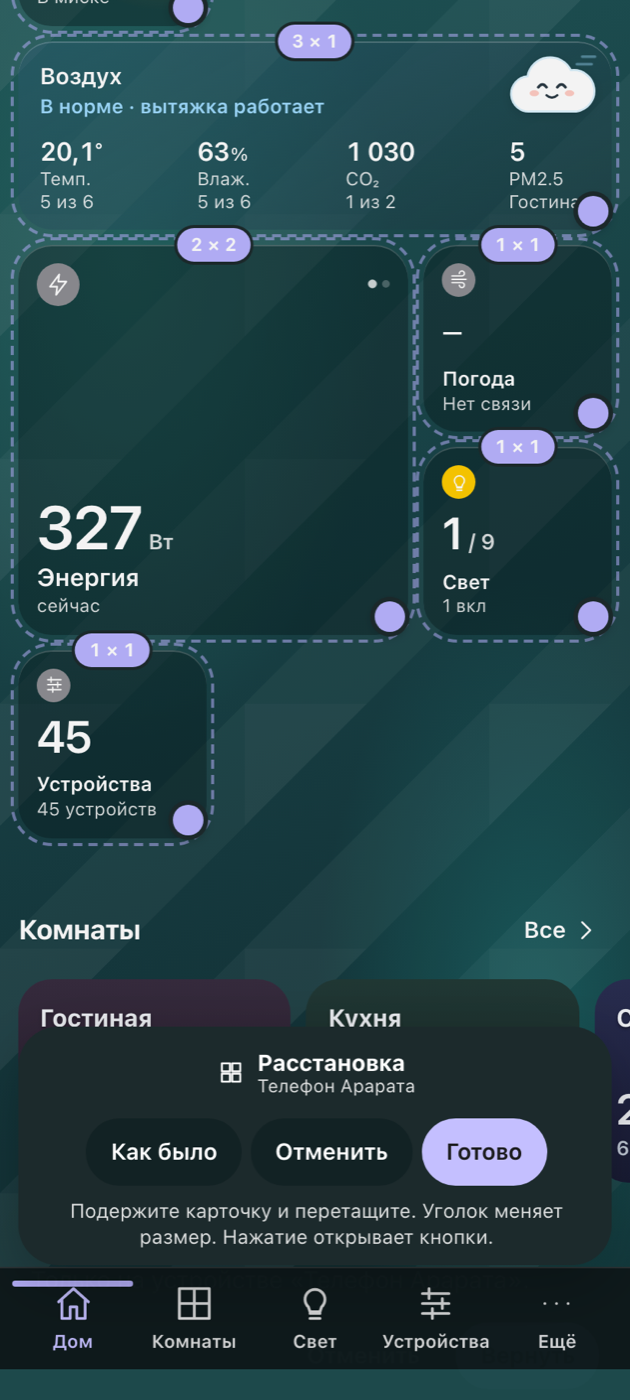 3 × 1
Воздух
В норме · вытяжка работает
20,1° 63% 1 030 5
Темп. Влаж. CO₂ PM2.5
5 из 6 5 из 6 1 из 2
2 × 2
1 × 1
–
Погода
Нет связи
1 × 1
327 Вт
Энергия
сейчас
1 / 9
Свет
1 вкл
1 × 1
45
Устройства
45 устройств
Комнаты
Все
Гостиная
Кухня
Расстановка
Телефон Арарата
Как было
Отменить
Готово
Подержите карточку и перетащите. Уголок меняет
размер. Нажатие открывает кнопки.
Дом
Комнаты
Свет
Устройства
Ещё